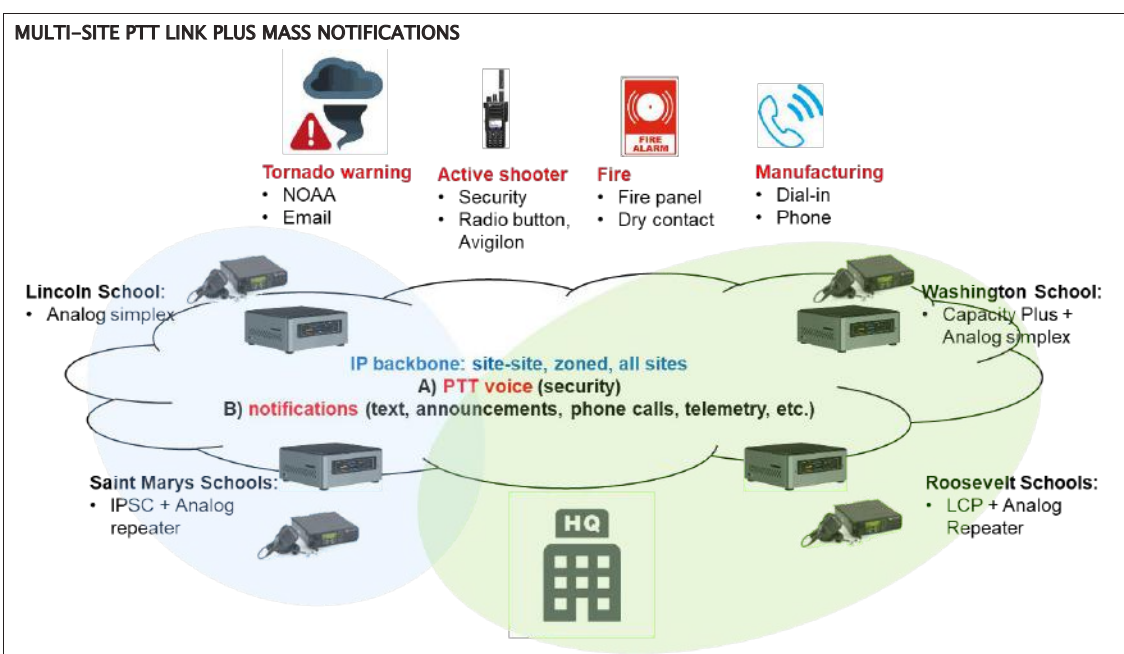 MULTI-SITE PTT LINK PLUS MASS NOTIFICATIONS
FIRE
ALARM
Tornado warning
• NOAA
• Email
Active shooter
• Security
• Radio button,
Avigilon
Fire
• Fire panel
• Dry contact
Manufacturing
• Dial-in
• Phone
Lincoln School:
• Analog simplex
Washington School:
• Capacity Plus +
Analog simplex
IP backbone: site-site, zoned, all sites
A) PTT voice (security)
B) notifications (text, announcements, phone calls, telemetry, etc.)
Saint Marys Schools:
• IPSC + Analog
repeater
Roosevelt Schools:
• LCP + Analog
Repeater
HQ